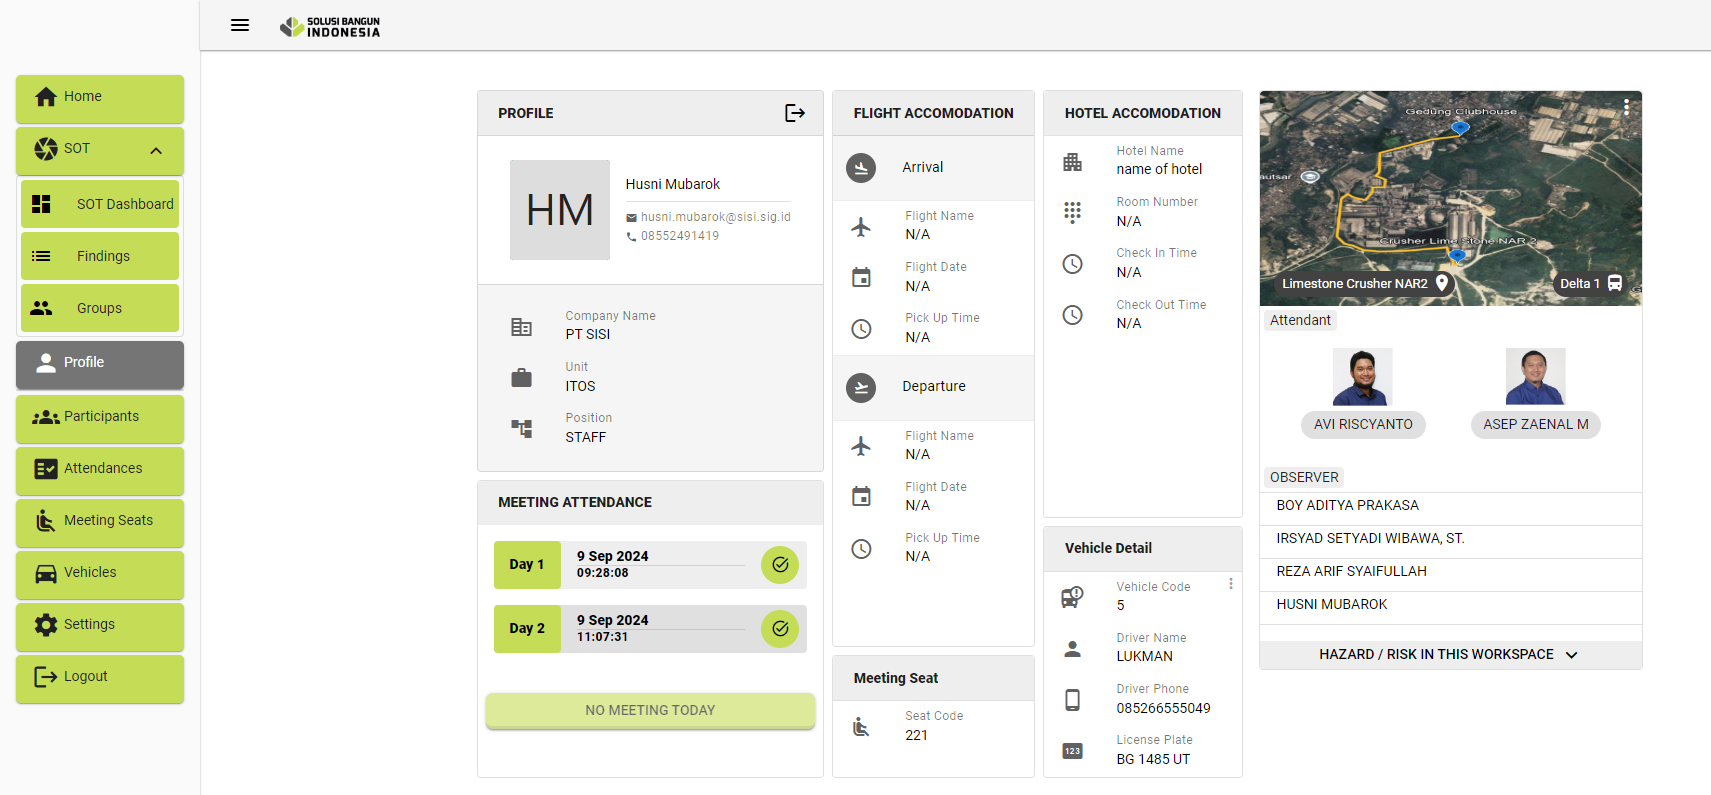 SOLUSI BANGUN
INDONESIA
Home
SOT
SOT Dashboard
Findings
Groups
Profile
Participants
Attendances
Meeting Seats
Vehicles
Settings
Logout
PROFILE
HM
Husni Mubarok
husni.mubarok@sisi.sig.id
08552491419
Company Name
PT SISI
Unit
ITOS
Position
STAFF
MEETING ATTENDANCE
Day 1
9 Sep 2024
09:28:08
Day 2
9 Sep 2024
11:07:31
NO MEETING TODAY
FLIGHT ACCOMODATION
Arrival
Flight Name
N/A
Flight Date
N/A
Pick Up Time
N/A
Departure
Flight Name
N/A
Flight Date
N/A
Pick Up Time
N/A
Meeting Seat
Seat Code
221
HOTEL ACCOMODATION
Hotel Name
name of hotel
Room Number
N/A
Check In Time
N/A
Check Out Time
N/A
Vehicle Detail
Vehicle Code
5
Driver Name
LUKMAN
Driver Phone
085266555049
License Plate
123
BG 1485 UT
Gedung Clubhouse
autsar
Crusher Lime Stone NAR 2
Limestone Crusher NAR2
Delta 1
Attendant
AVI RISCYANTO
ASEP ZAENAL M
OBSERVER
BOY ADITYA PRAKASA
IRSYAD SETYADI WIBAWA, ST.
REZA ARIF SYAIFULLAH
HUSNI MUBAROK
HAZARD / RISK IN THIS WORKSPACE